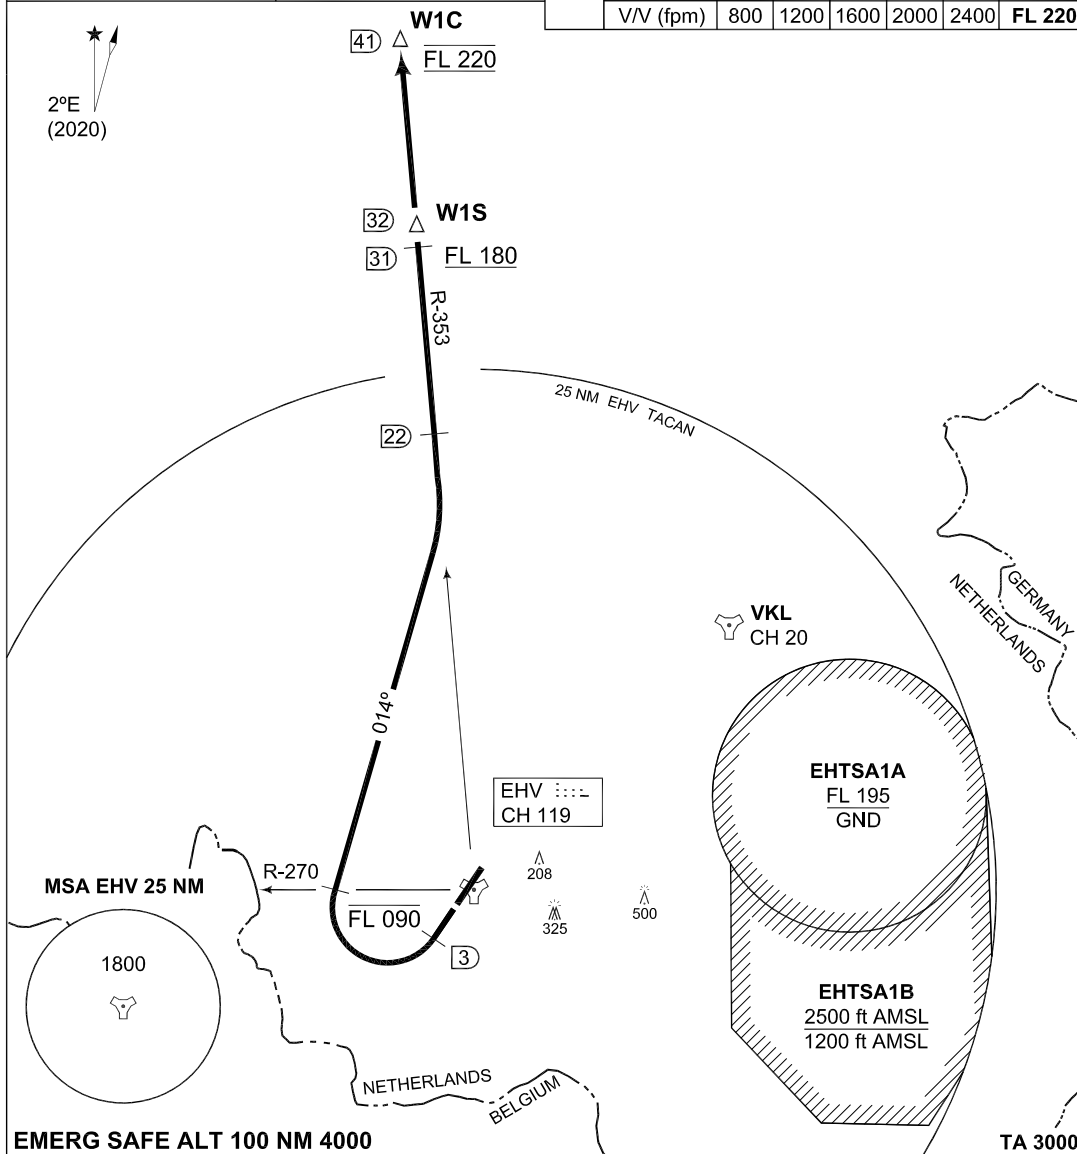 V/V (fpm) 800 1200 1600 2000 2400 FL 220
W1C
41
FL 220
2ºE
(2020)
32 W1S
31 FL 180
R-353
25 NM EHV TACAN
22
GERMANY
NETHERLANDS
VKL
CH 20
014º
EHTSA1A
FL 195
GND
EHV
CH 119
208
R-270
MSA EHV 25 NM
500
FL 090
325
3
1800
EHTSA1B
2500 ft AMSL
1200 ft AMSL
NETHERLANDS
BELGIUM
EMERG SAFE ALT 100 NM 4000
TA 3000